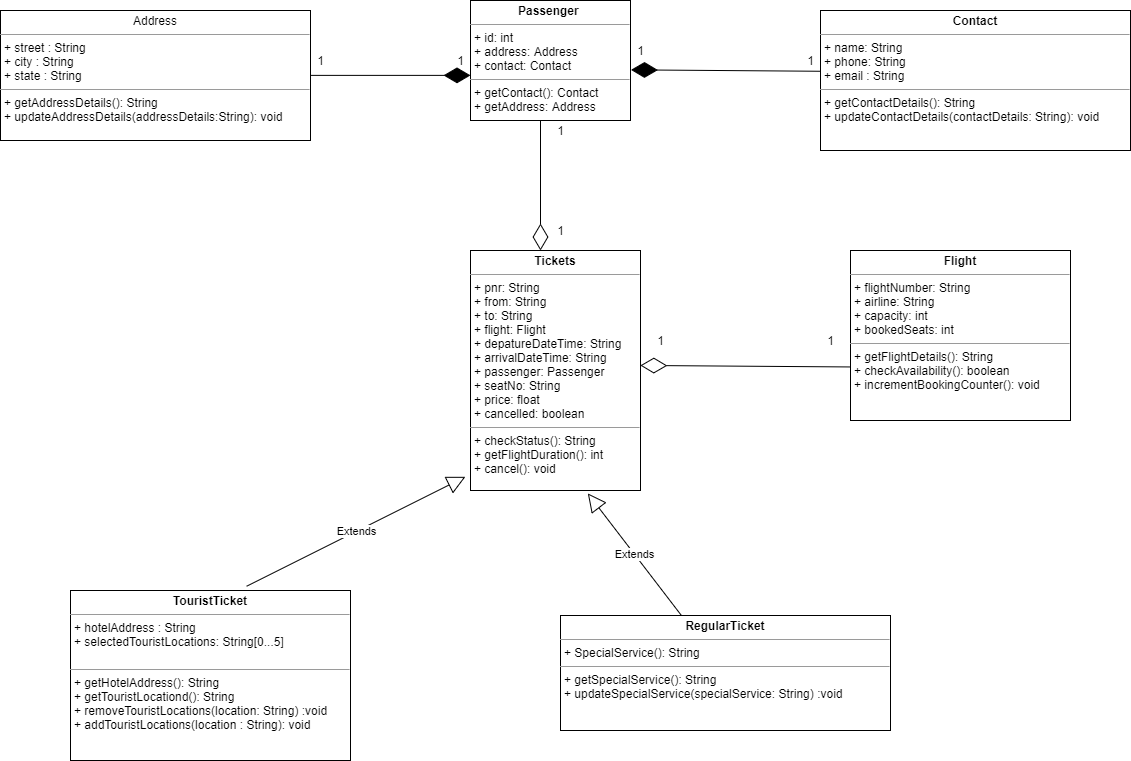 Address
+ street : String
+ city : String
+ state : String
+ getAddressDetails(): String
+ updateAddressDetails(addressDetails:String): void
1
1
Passenger
+ id: int
+ address: Address
+ contact: Contact
+ getContact(): Contact
+ getAddress: Address
1
1
Contact
+ name: String
+ phone: String
+ email : String
+ getContactDetails(): String
+ updateContactDetails(contactDetails: String): void
1
1
Tickets
+ pnr: String
+ from: String
+ to: String
+ flight: Flight
+ depatureDateTime: String
+ arrivalDateTime: String
+ passenger: Passenger
+ seatNo: String
+ price: float
+ cancelled: boolean
+ checkStatus(): String
+ getFlightDuration(): int
+ cancel(): void
1
1
Flight
+ flightNumber: String
+ airline: String
+ capacity: int
+ bookedSeats: int
+ getFlightDetails(): String
+ checkAvailability(): boolean
+ incrementBookingCounter(): void
Extends
Extends
TouristTicket
+ hotelAddress : String
+ selectedTouristLocations: String[0...5]
+ getHotelAddress(): String
+ getTouristLocationd(): String
+ removeTouristLocations(location: String) :void
+ addTouristLocations(location : String): void
RegularTicket
+ SpecialService(): String
+ getSpecialService(): String
+ updateSpecialService(specialService: String) :void